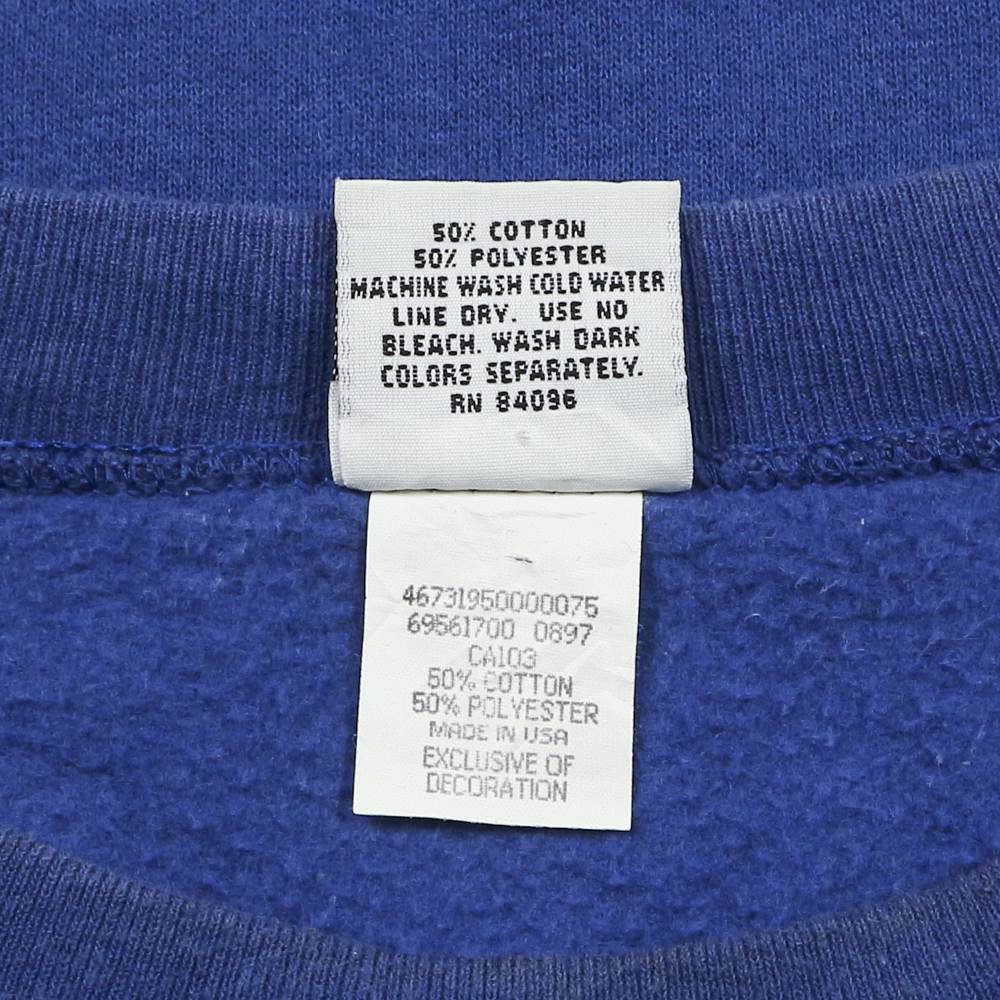 50% COTTON
50% POLYESTER
MACHINE WASH COLD WATER
LINE DRY. USE NO
BLEACH. WASH DARK
COLORS SEPARATELY.
RN 84096
46731950000075
69561700 0897
CA103
50% COTTON
50% POLYESTER
MADE IN USA
EXCLUSIVE OF
DECORATION